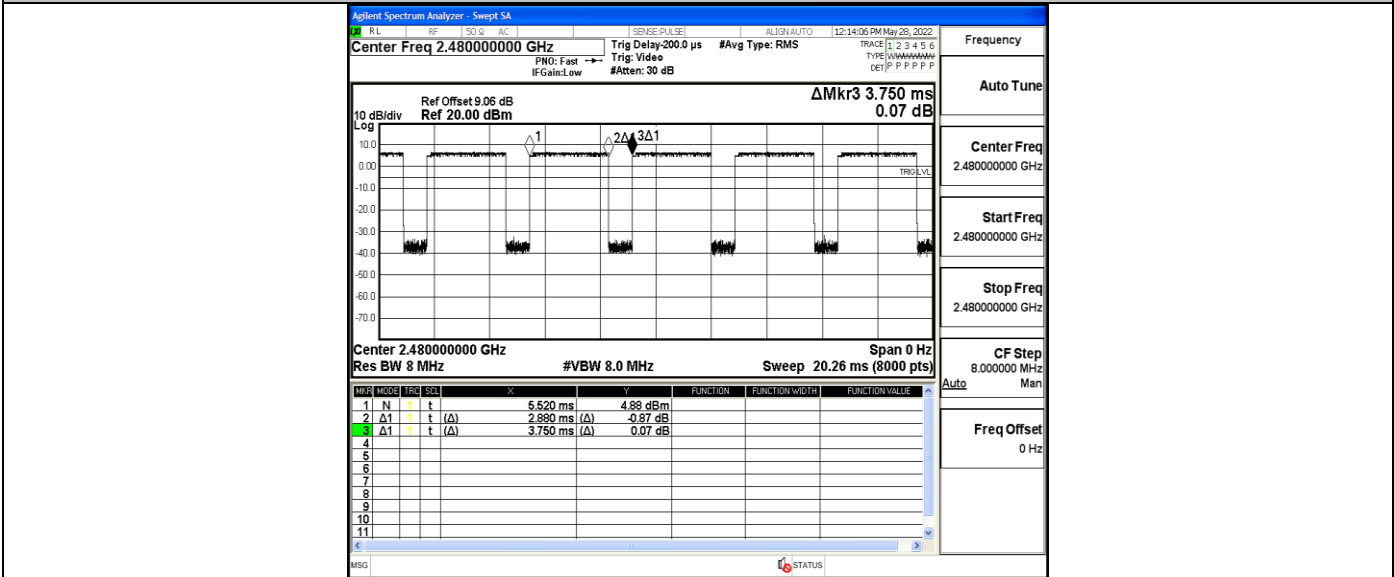 Agilent Spectrum Analyzer - Swept SA
LXI RL RF 50 Ω AC SENSE:PULSE ALIGNAUTO 12:14:06 PM May 28, 2022
Center Freq 2.480000000 GHz
PNO: Fast
IFGain:Low
Trig Delay-200.0 µs
Trig: Video
#Atten: 30 dB
#Avg Type: RMS
TRACE 1 2 3 4 5 6
TYPE WWWWWW
DET P P P P P P
ΔMkr3 3.750 ms
0.07 dB
Ref Offset 9.06 dB
10 dB/div Ref 20.00 dBm
Log
10.0
0.00
-10.0
-20.0
-30.0
-40.0
-50.0
-60.0
-70.0
1
2Δ1
3Δ1
TRIG LVL
Center 2.480000000 GHz Span 0 Hz
Res BW 8 MHz #VBW 8.0 MHz Sweep 20.26 ms (8000 pts)
MKR MODE TRC SCL X Y FUNCTION FUNCTION WIDTH FUNCTION VALUE
1 N 1 t 5.520 ms 4.88 dBm
2 Δ1 1 t (Δ) 2.880 ms (Δ) -0.87 dB
3 Δ1 1 t (Δ) 3.750 ms (Δ) 0.07 dB
4
5
6
7
8
9
10
11
MSG STATUS
Frequency
Auto Tune
Center Freq
2.480000000 GHz
Start Freq
2.480000000 GHz
Stop Freq
2.480000000 GHz
CF Step
8.000000 MHz
Auto Man
Freq Offset
0 Hz